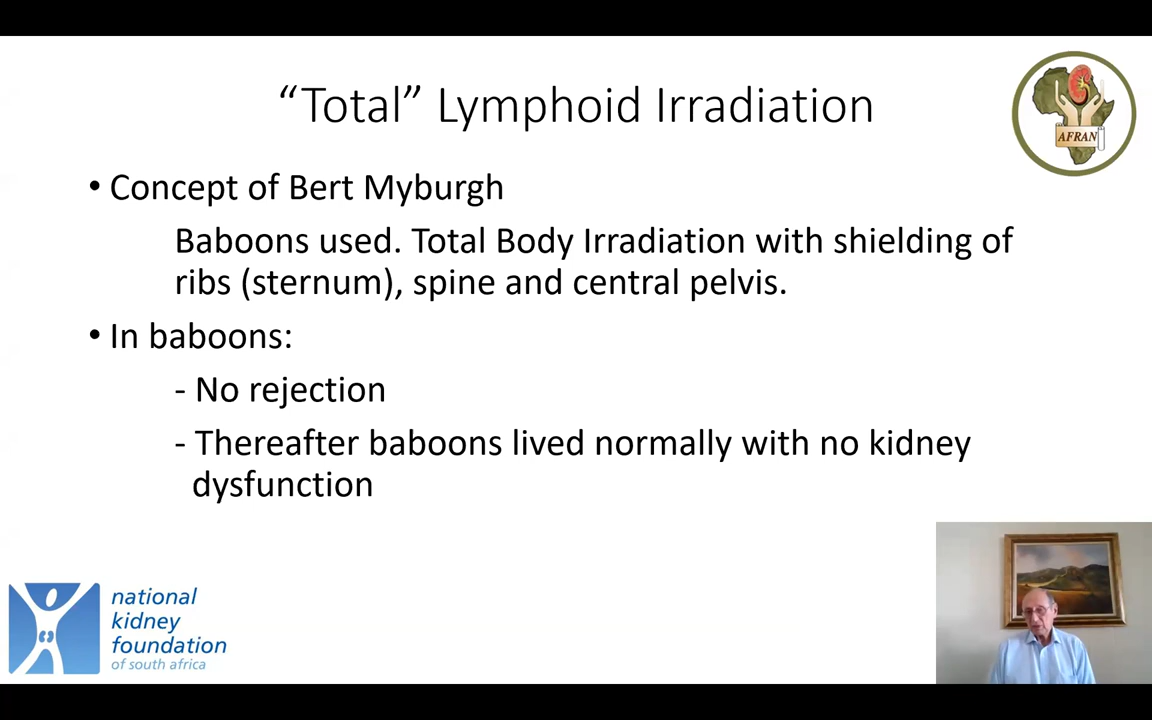 “Total” Lymphoid Irradiation
AFRAN
• Concept of Bert Myburgh
Baboons used. Total Body Irradiation with shielding of
ribs (sternum), spine and central pelvis.
• In baboons:
- No rejection
- Thereafter baboons lived normally with no kidney
dysfunction
national
kidney
foundation
of south africa